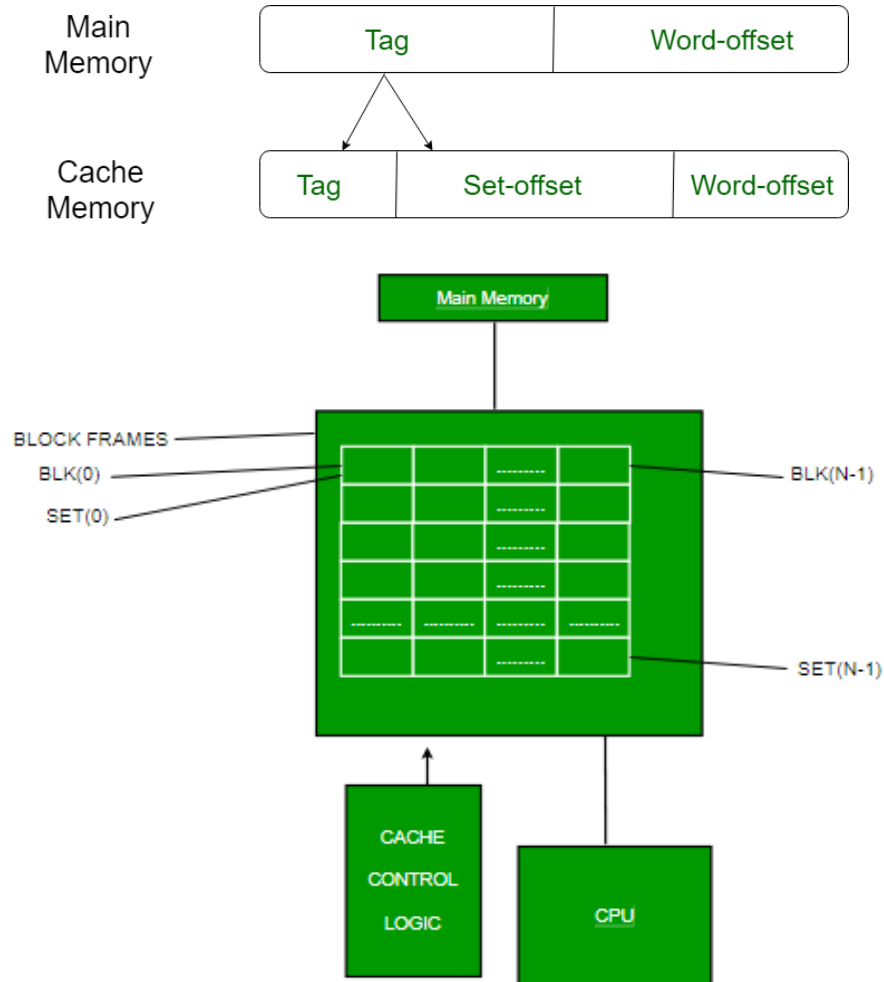 Main
Memory
Tag
Word-offset
Cache
Memory
Tag
Set-offset
Word-offset
Main Memory
BLOCK FRAMES
BLK(0)
SET(0)
BLK(N-1)
SET(N-1)
CACHE
CONTROL
LOGIC
CPU